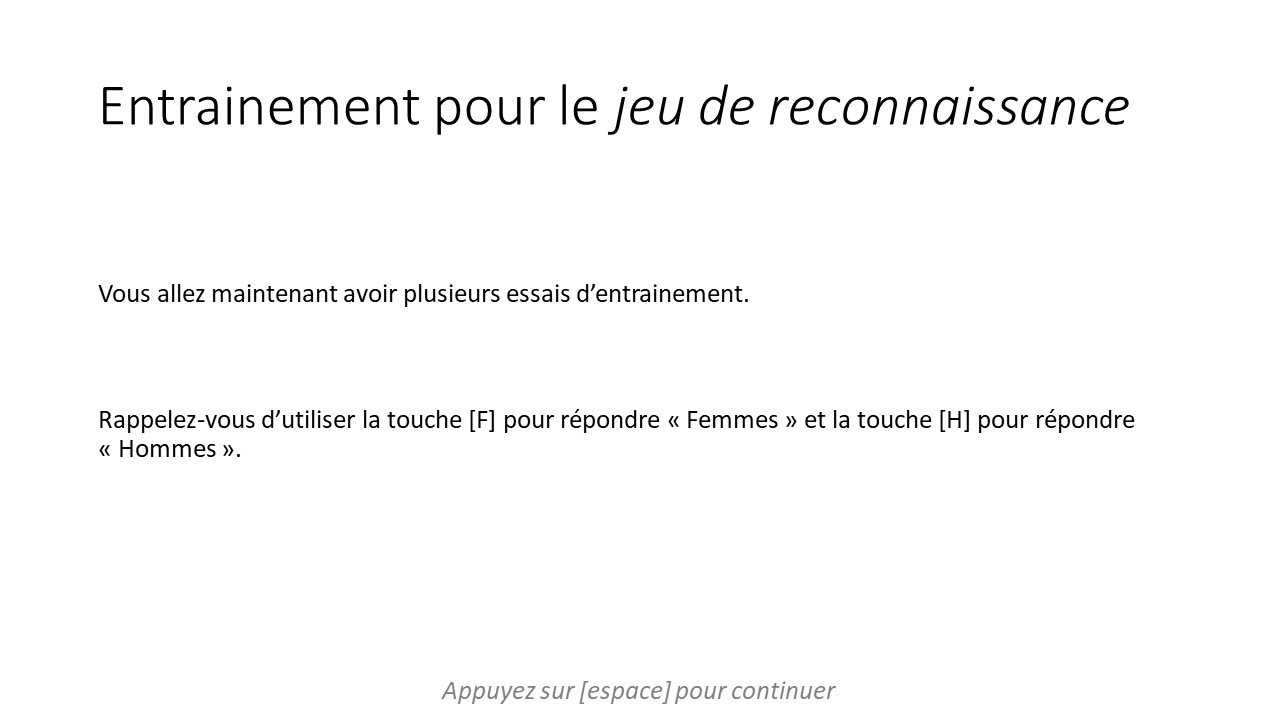 Entrainement pour le jeu de reconnaissance
Vous allez maintenant avoir plusieurs essais d’entrainement.
Rappelez-vous d’utiliser la touche [F] pour répondre « Femmes » et la touche [H] pour répondre
« Hommes ».
Appuyez sur [espace] pour continuer